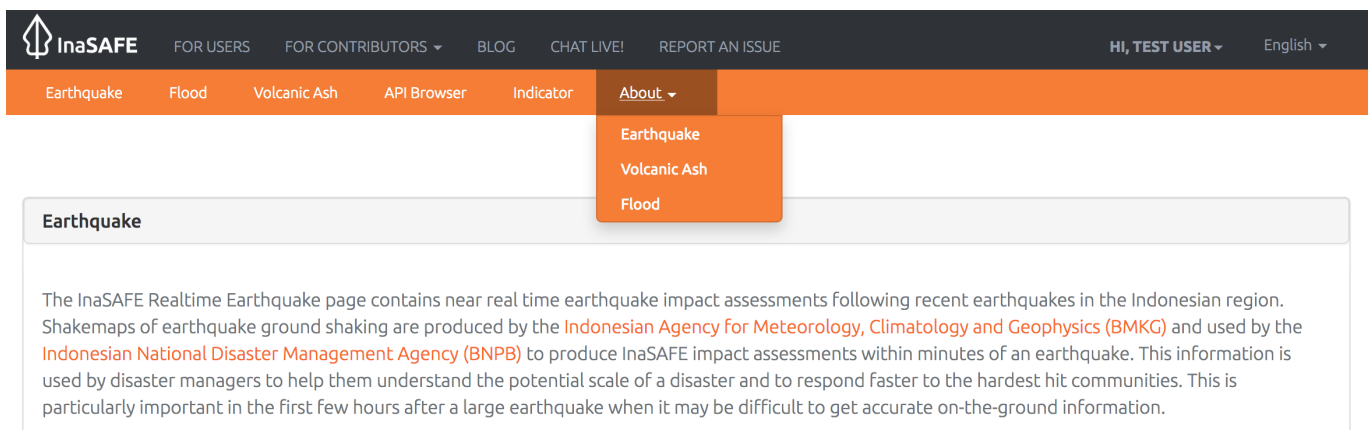 InaSAFE FOR USERS FOR CONTRIBUTORS BLOG CHAT LIVE! REPORT AN ISSUE HI, TEST USER English
Earthquake Flood Volcanic Ash API Browser Indicator About
Earthquake
Volcanic Ash
Flood
Earthquake
The InaSAFE Realtime Earthquake page contains near real time earthquake impact assessments following recent earthquakes in the Indonesian region.
Shakemaps of earthquake ground shaking are produced by the Indonesian Agency for Meteorology, Climatology and Geophysics (BMKG) and used by the
Indonesian National Disaster Management Agency (BNPB) to produce InaSAFE impact assessments within minutes of an earthquake. This information is
used by disaster managers to help them understand the potential scale of a disaster and to respond faster to the hardest hit communities. This is
particularly important in the first few hours after a large earthquake when it may be difficult to get accurate on-the-ground information.